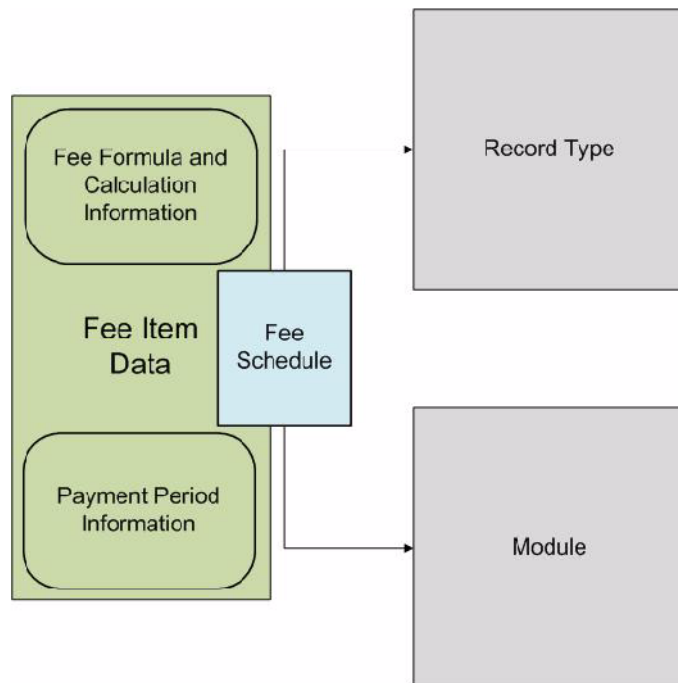 Fee Formula and
Calculation
Information
Fee Item
Data
Payment Period
Information
Fee
Schedule
Record Type
Module